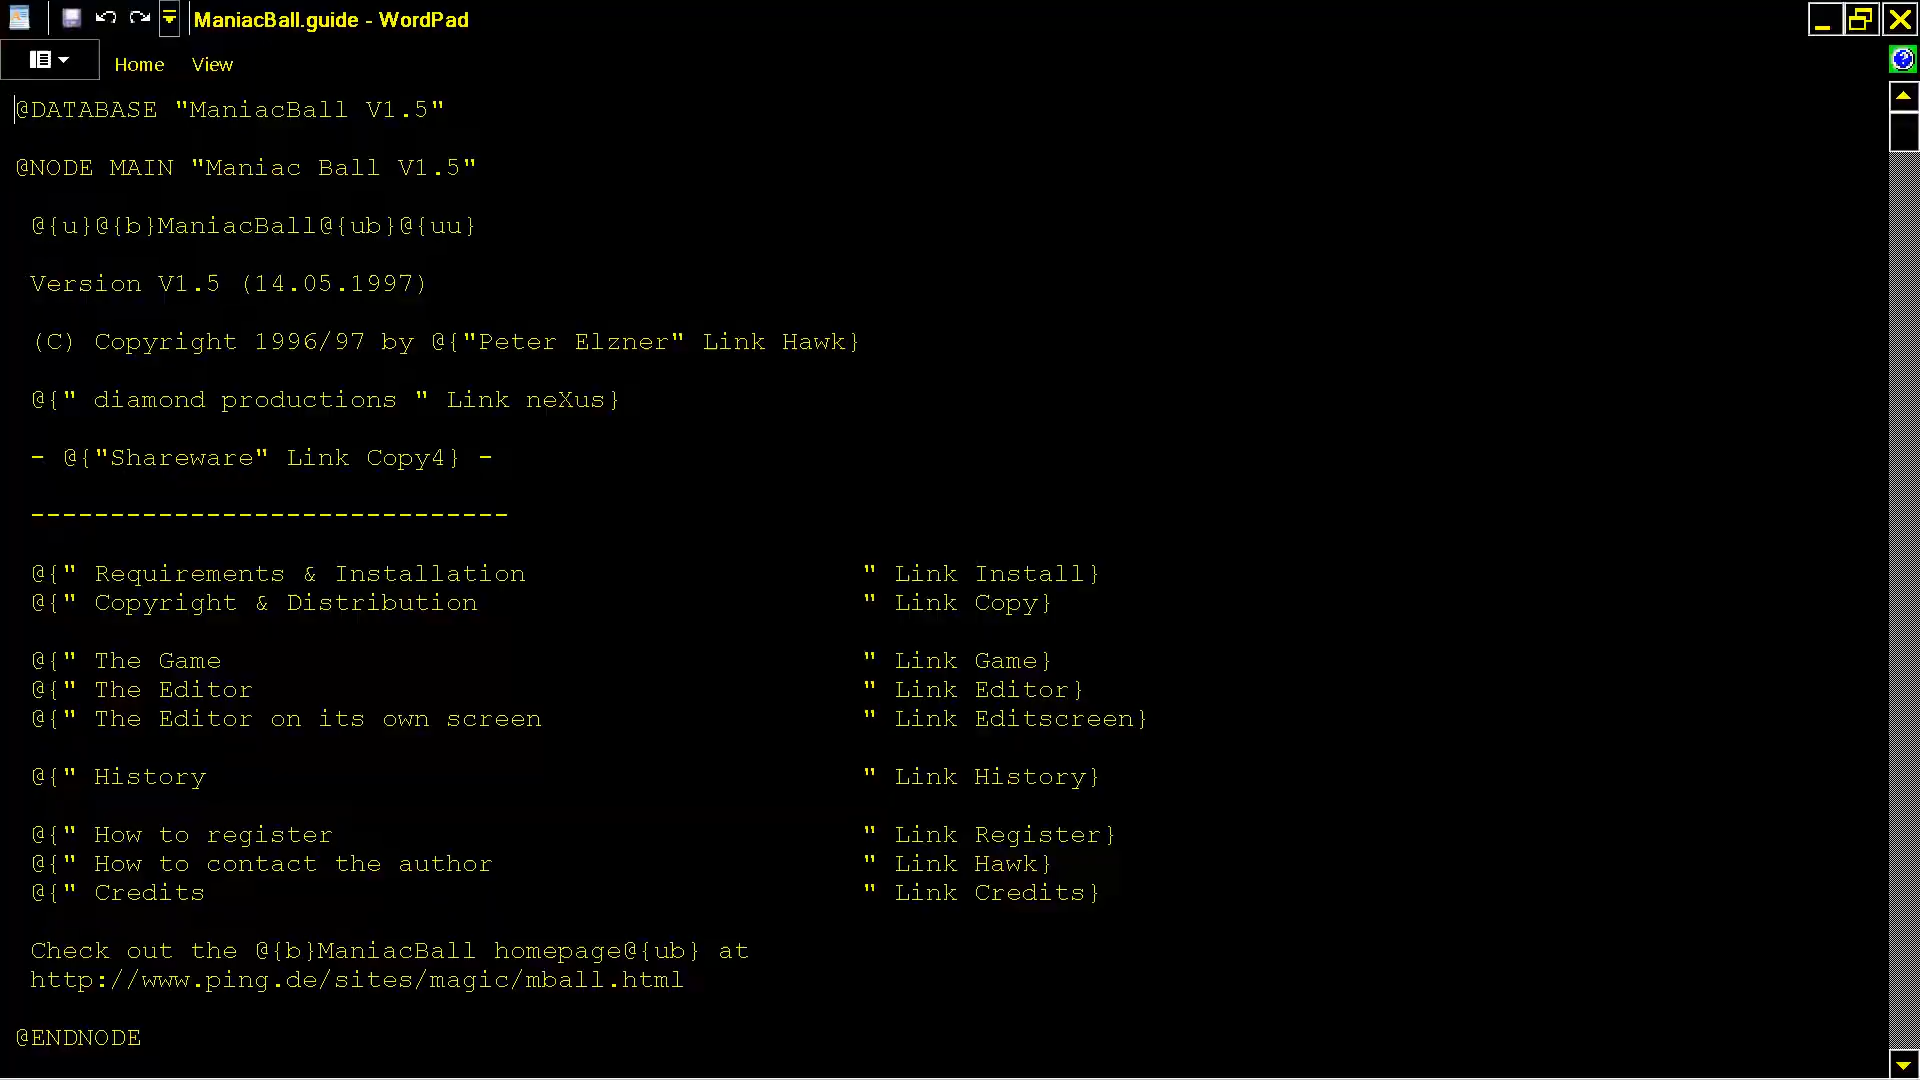 ManiacBall.guide - WordPad
Home View
@DATABASE "ManiacBall V1.5"
@NODE MAIN "Maniac Ball V1.5"
@{u}@{b}ManiacBall@{ub}@{uu}
Version V1.5 (14.05.1997)
(C) Copyright 1996/97 by @{"Peter Elzner" Link Hawk}
@{" diamond productions " Link neXus}
- @{"Shareware" Link Copy4} -
------------------------------
@{" Requirements & Installation                     " Link Install}
@{" Copyright & Distribution                        " Link Copy}
@{" The Game                                        " Link Game}
@{" The Editor                                      " Link Editor}
@{" The Editor on its own screen                    " Link Editscreen}
@{" History                                         " Link History}
@{" How to register                                 " Link Register}
@{" How to contact the author                       " Link Hawk}
@{" Credits                                         " Link Credits}
Check out the @{b}ManiacBall homepage@{ub} at
http://www.ping.de/sites/magic/mball.html
@ENDNODE